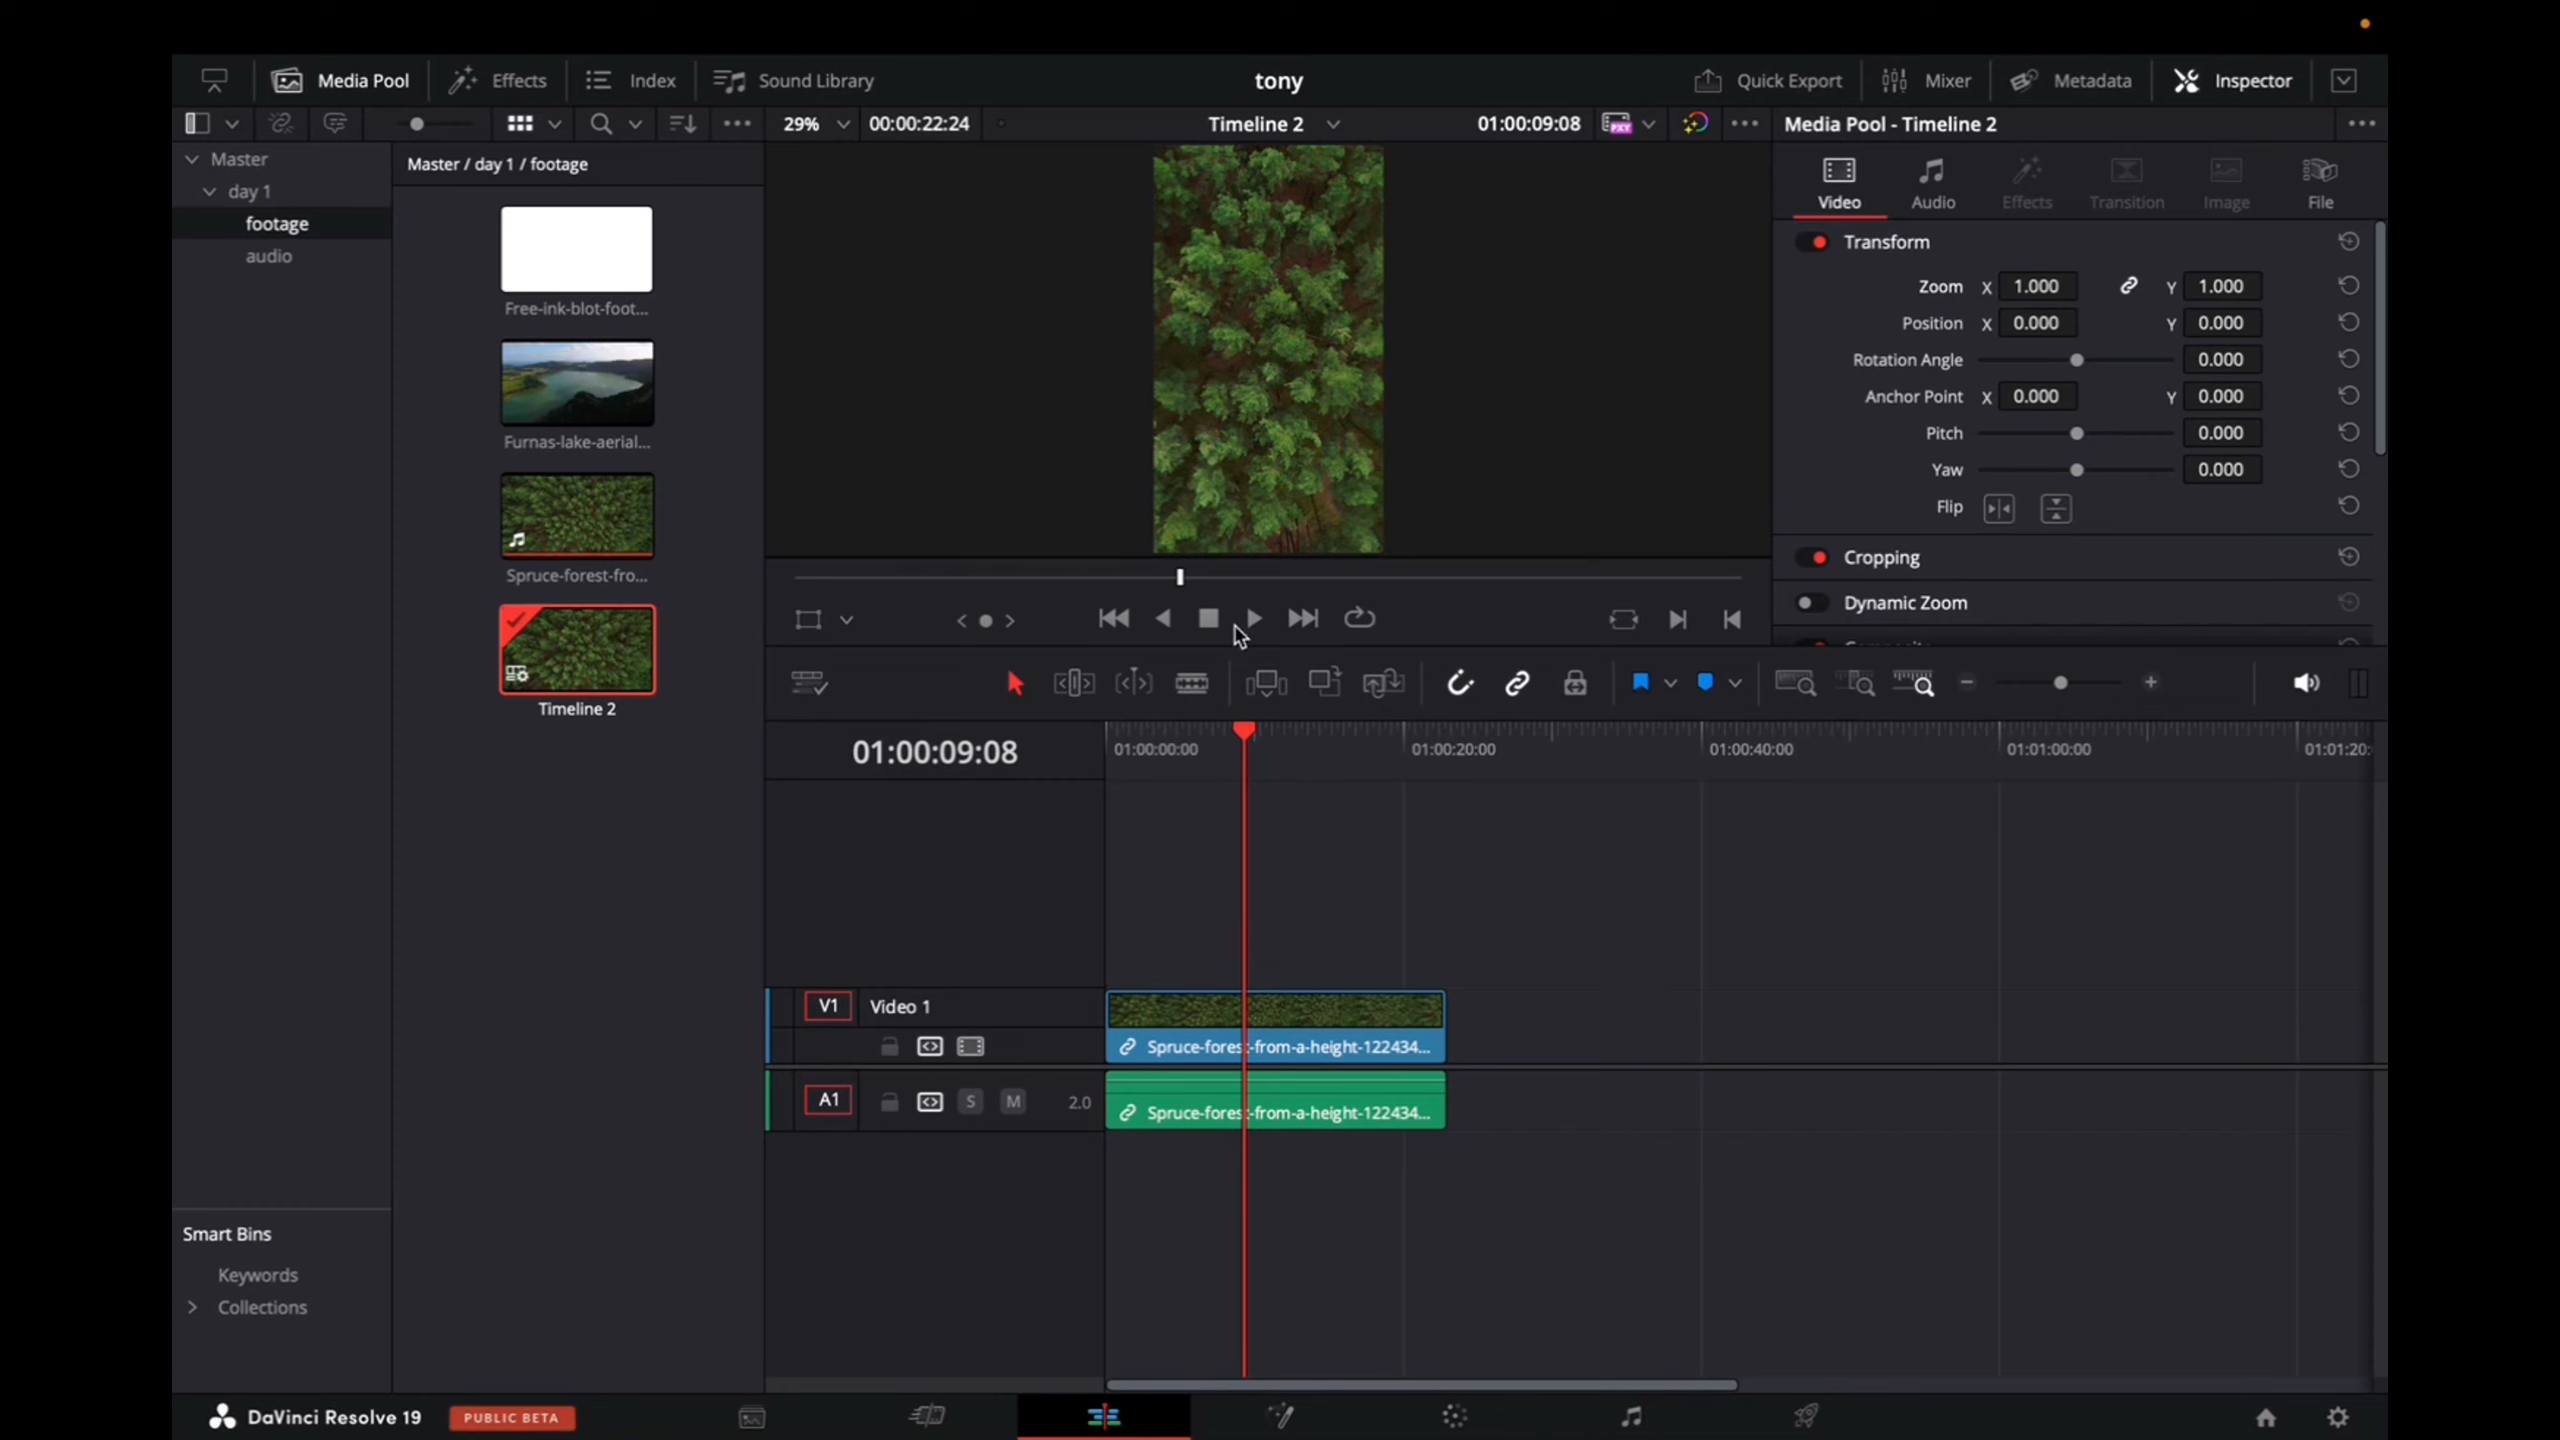 Media Pool Effects Index Sound Library tony Quick Export Mixer Metadata Inspector
29% 00:00:22:24 Timeline 2 01:00:09:08 PXY Media Pool - Timeline 2
Master
day 1
footage
audio
Master / day 1 / footage
Free-ink-blot-foot...
Furnas-lake-aerial...
Spruce-forest-fro...
Timeline 2
Video Audio Effects Transition Image File
Transform
Zoom X 1.000 Y 1.000
Position X 0.000 Y 0.000
Rotation Angle 0.000
Anchor Point X 0.000 Y 0.000
Pitch 0.000
Yaw 0.000
Flip
Cropping
Dynamic Zoom
01:00:09:08
01:00:00:00 01:00:20:00 01:00:40:00 01:01:00:00 01:01:20:
V1 Video 1
Spruce-forest-from-a-height-122434...
A1 S M 2.0
Spruce-forest-from-a-height-122434...
Smart Bins
Keywords
Collections
DaVinci Resolve 19 PUBLIC BETA